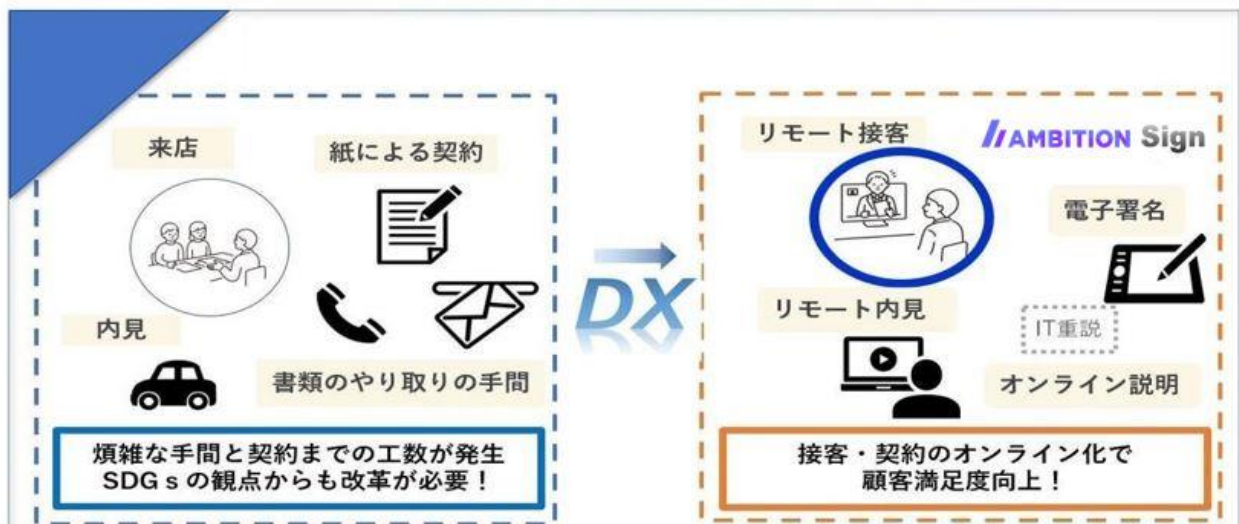 来店
紙による契約
内見
書類のやり取りの手間
煩雑な手間と契約までの工数が発生
SDGｓの観点からも改革が必要！
DX
リモート接客
AMBITION Sign
電子署名
リモート内見
IT重説
オンライン説明
接客・契約のオンライン化で
顧客満足度向上！